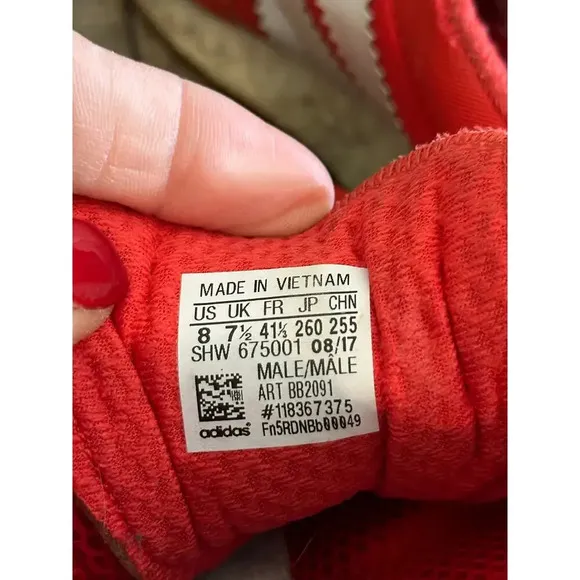 MADE IN VIETNAM
US UK FR JP CHN
8 7½ 41⅓ 260 255
SHW 675001 08/17
MALE/MÂLE
ART BB2091
#118367375
adidas Fn5RDNBb00049